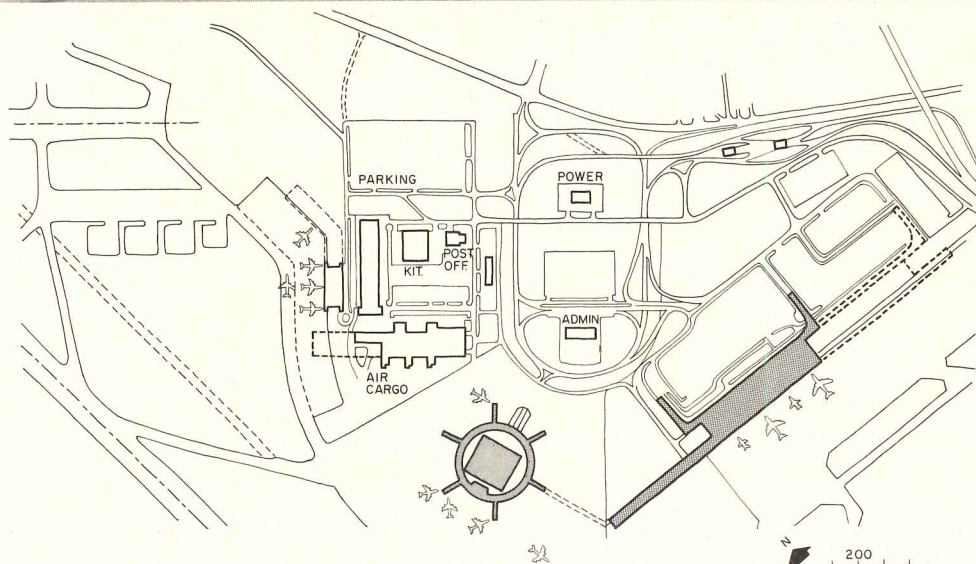 PARKING
POWER
KIT.
POST
OFF.
ADMIN
AIR
CARGO
N
200